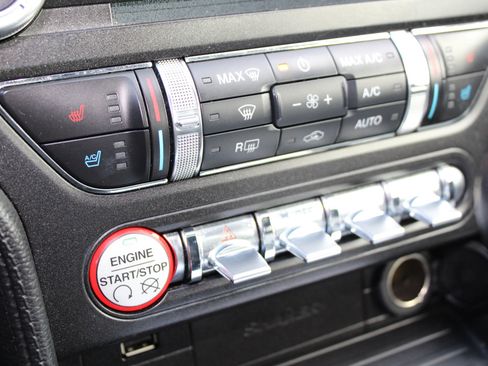 MAX
MAX A/C
A/C
A/C
R
AUTO
ENGINE
START/STOP